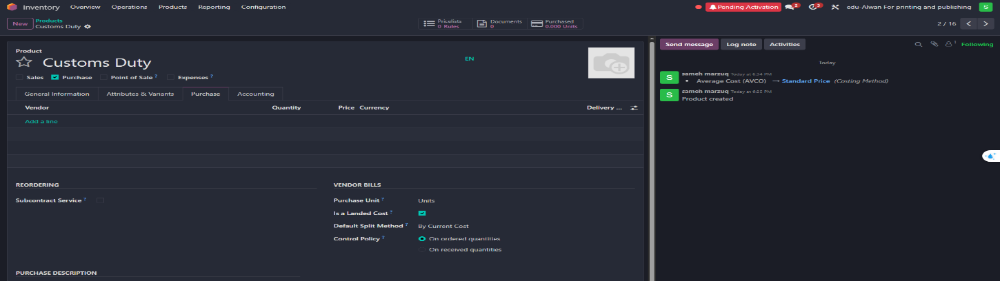 Inventory Overview Operations Products Reporting Configuration Pending Activation 2 3 edu-Alwan For printing and publishing S
New Products
Customs Duty
Pricelists
0 Rules
Documents
0
Purchased
0.000 Units
2 / 16
Product
Customs Duty
EN
Sales Purchase Point of Sale ? Expenses ?
General Information Attributes & Variants Purchase Accounting
Vendor Quantity Price Currency Delivery ...
Add a line
REORDERING
Subcontract Service ?
VENDOR BILLS
Purchase Unit ? Units
Is a Landed Cost ?
Default Split Method ? By Current Cost
Control Policy ? On ordered quantities
On received quantities
PURCHASE DESCRIPTION
Send message Log note Activities 1 Following
Today
S sameh marzuq Today at 6:34 PM
• Average Cost (AVCO) → Standard Price (Costing Method)
S sameh marzuq Today at 6:25 PM
Product created